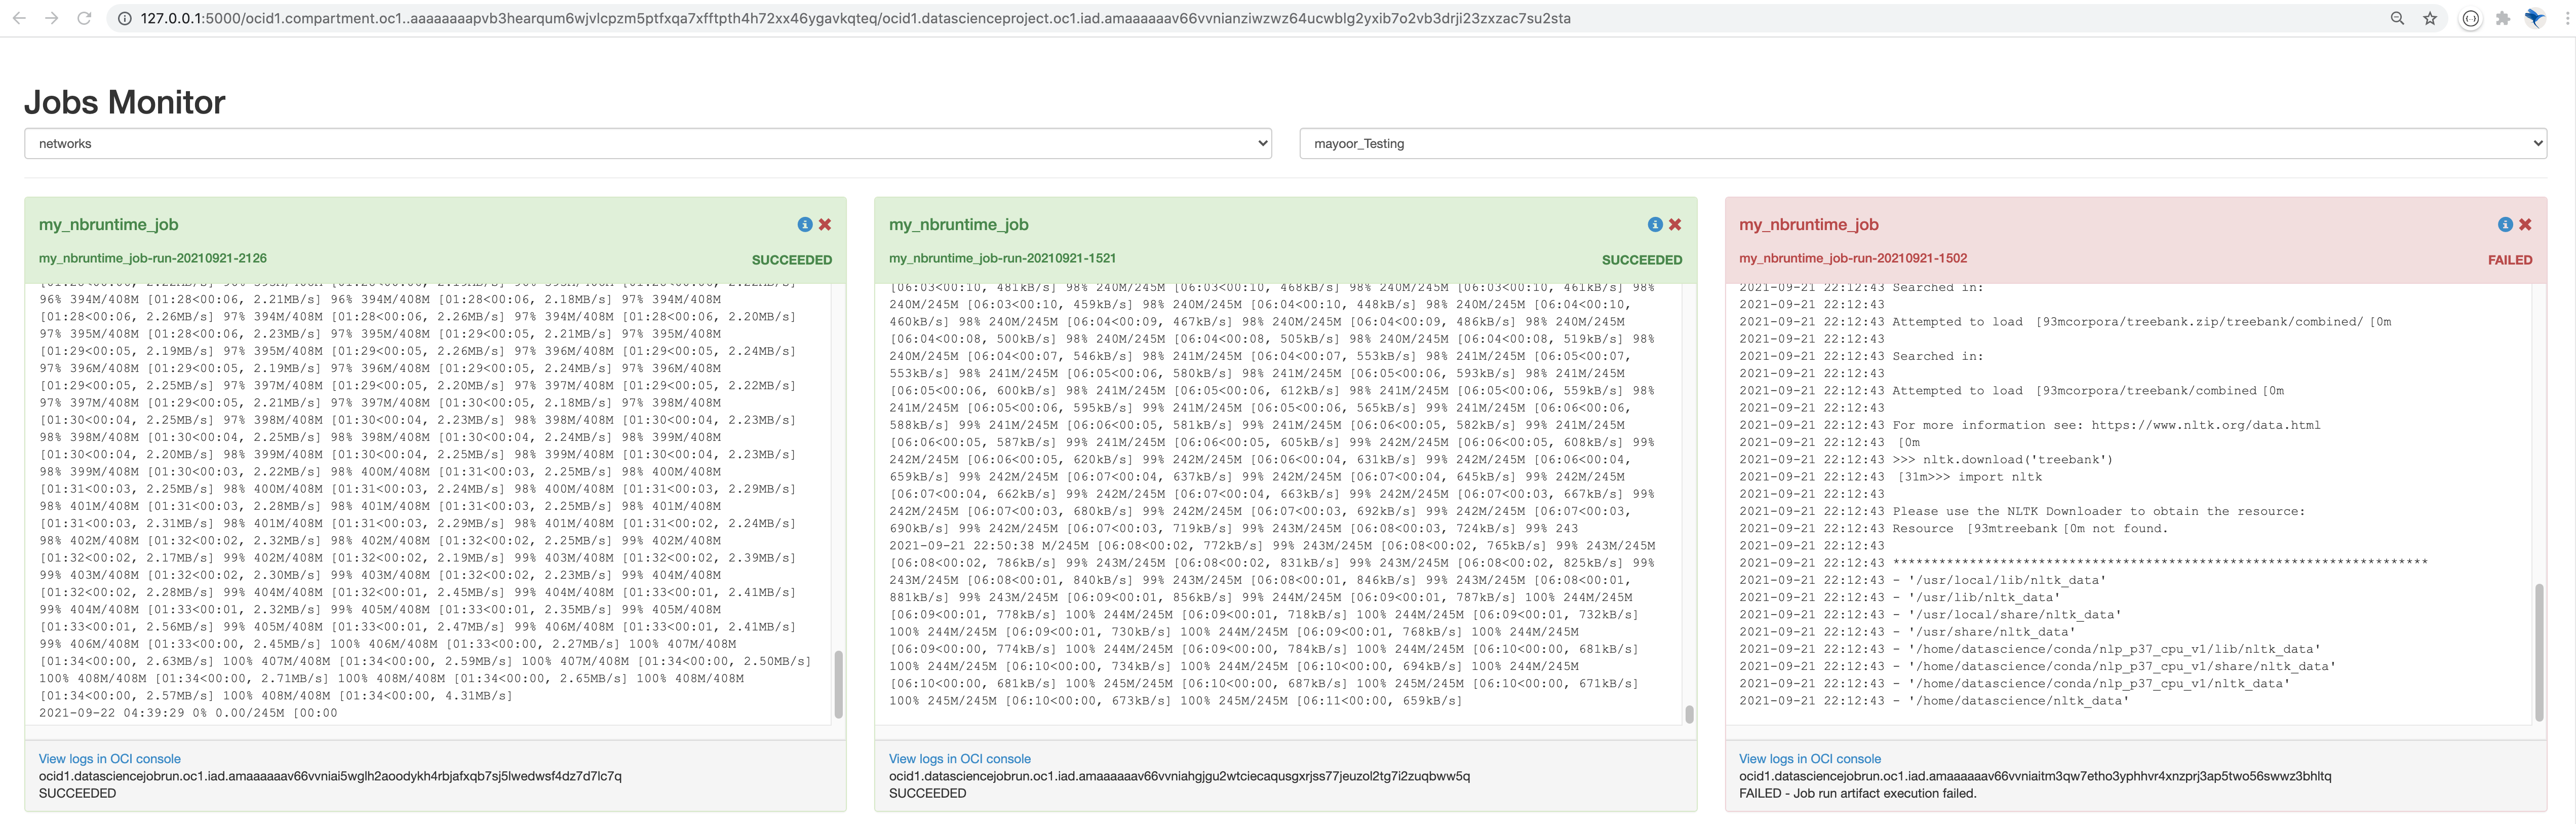 127.0.0.1:5000/ocid1.compartment.oc1..aaaaaaaapvb3hearqum6wjvlcpzm5ptfxqa7xfftpth4h72xx46ygavkqteq/ocid1.datascienceproject.oc1.iad.amaaaaaav66vvnianziwzwz64ucwblg2yxib7o2vb3drji23zxzac7su2sta
Jobs Monitor
networks
mayoor_Testing
my_nbruntime_job
my_nbruntime_job-run-20210921-2126
SUCCEEDED
96% 394M/408M [01:28<00:06, 2.21MB/s] 96% 394M/408M [01:28<00:06, 2.18MB/s] 97% 394M/408M
[01:28<00:06, 2.26MB/s] 97% 394M/408M [01:28<00:06, 2.26MB/s] 97% 394M/408M [01:28<00:06, 2.20MB/s]
97% 395M/408M [01:28<00:06, 2.23MB/s] 97% 395M/408M [01:29<00:05, 2.21MB/s] 97% 395M/408M
[01:29<00:05, 2.19MB/s] 97% 395M/408M [01:29<00:05, 2.26MB/s] 97% 396M/408M [01:29<00:05, 2.24MB/s]
97% 396M/408M [01:29<00:05, 2.19MB/s] 97% 396M/408M [01:29<00:05, 2.24MB/s] 97% 396M/408M
[01:29<00:05, 2.25MB/s] 97% 397M/408M [01:29<00:05, 2.20MB/s] 97% 397M/408M [01:29<00:05, 2.22MB/s]
97% 397M/408M [01:29<00:05, 2.21MB/s] 97% 397M/408M [01:30<00:05, 2.18MB/s] 97% 398M/408M
[01:30<00:04, 2.25MB/s] 97% 398M/408M [01:30<00:04, 2.23MB/s] 98% 398M/408M [01:30<00:04, 2.23MB/s]
98% 398M/408M [01:30<00:04, 2.25MB/s] 98% 398M/408M [01:30<00:04, 2.24MB/s] 98% 399M/408M
[01:30<00:04, 2.20MB/s] 98% 399M/408M [01:30<00:04, 2.25MB/s] 98% 399M/408M [01:30<00:04, 2.23MB/s]
98% 399M/408M [01:30<00:03, 2.22MB/s] 98% 400M/408M [01:31<00:03, 2.25MB/s] 98% 400M/408M
[01:31<00:03, 2.25MB/s] 98% 400M/408M [01:31<00:03, 2.24MB/s] 98% 400M/408M [01:31<00:03, 2.29MB/s]
98% 401M/408M [01:31<00:03, 2.28MB/s] 98% 401M/408M [01:31<00:03, 2.25MB/s] 98% 401M/408M
[01:31<00:03, 2.31MB/s] 98% 401M/408M [01:31<00:03, 2.29MB/s] 98% 401M/408M [01:31<00:02, 2.24MB/s]
98% 402M/408M [01:32<00:02, 2.32MB/s] 98% 402M/408M [01:32<00:02, 2.25MB/s] 99% 402M/408M
[01:32<00:02, 2.17MB/s] 99% 402M/408M [01:32<00:02, 2.19MB/s] 99% 403M/408M [01:32<00:02, 2.39MB/s]
99% 403M/408M [01:32<00:02, 2.30MB/s] 99% 403M/408M [01:32<00:02, 2.23MB/s] 99% 404M/408M
[01:32<00:02, 2.28MB/s] 99% 404M/408M [01:32<00:01, 2.45MB/s] 99% 404M/408M [01:33<00:01, 2.41MB/s]
99% 404M/408M [01:33<00:01, 2.32MB/s] 99% 405M/408M [01:33<00:01, 2.35MB/s] 99% 405M/408M
[01:33<00:01, 2.56MB/s] 99% 405M/408M [01:33<00:01, 2.47MB/s] 99% 406M/408M [01:33<00:01, 2.41MB/s]
99% 406M/408M [01:33<00:00, 2.45MB/s] 100% 406M/408M [01:33<00:00, 2.27MB/s] 100% 407M/408M
[01:34<00:00, 2.63MB/s] 100% 407M/408M [01:34<00:00, 2.59MB/s] 100% 407M/408M [01:34<00:00, 2.50MB/s]
100% 408M/408M [01:34<00:00, 2.71MB/s] 100% 408M/408M [01:34<00:00, 2.65MB/s] 100% 408M/408M
[01:34<00:00, 2.57MB/s] 100% 408M/408M [01:34<00:00, 4.31MB/s]
2021-09-22 04:39:29 0% 0.00/245M [00:00
View logs in OCI console
ocid1.datasciencejobrun.oc1.iad.amaaaaaav66vvniai5wglh2aoodykh4rbjafxqb7sj5lwedwsf4dz7d7lc7q
SUCCEEDED
my_nbruntime_job
my_nbruntime_job-run-20210921-1521
SUCCEEDED
[06:03<00:10, 481kB/s] 98% 240M/245M [06:03<00:10, 468kB/s] 98% 240M/245M [06:03<00:10, 461kB/s] 98%
240M/245M [06:03<00:10, 459kB/s] 98% 240M/245M [06:04<00:10, 448kB/s] 98% 240M/245M [06:04<00:10,
460kB/s] 98% 240M/245M [06:04<00:09, 467kB/s] 98% 240M/245M [06:04<00:09, 486kB/s] 98% 240M/245M
[06:04<00:08, 500kB/s] 98% 240M/245M [06:04<00:08, 505kB/s] 98% 240M/245M [06:04<00:08, 519kB/s] 98%
240M/245M [06:04<00:07, 546kB/s] 98% 241M/245M [06:04<00:07, 553kB/s] 98% 241M/245M [06:05<00:07,
553kB/s] 98% 241M/245M [06:05<00:06, 580kB/s] 98% 241M/245M [06:05<00:06, 593kB/s] 98% 241M/245M
[06:05<00:06, 600kB/s] 98% 241M/245M [06:05<00:06, 612kB/s] 98% 241M/245M [06:05<00:06, 559kB/s] 98%
241M/245M [06:05<00:06, 595kB/s] 99% 241M/245M [06:05<00:06, 565kB/s] 99% 241M/245M [06:06<00:06,
588kB/s] 99% 241M/245M [06:06<00:05, 581kB/s] 99% 241M/245M [06:06<00:05, 582kB/s] 99% 241M/245M
[06:06<00:05, 587kB/s] 99% 241M/245M [06:06<00:05, 605kB/s] 99% 242M/245M [06:06<00:05, 608kB/s] 99%
242M/245M [06:06<00:05, 620kB/s] 99% 242M/245M [06:06<00:04, 631kB/s] 99% 242M/245M [06:06<00:04,
659kB/s] 99% 242M/245M [06:07<00:04, 637kB/s] 99% 242M/245M [06:07<00:04, 645kB/s] 99% 242M/245M
[06:07<00:04, 662kB/s] 99% 242M/245M [06:07<00:04, 663kB/s] 99% 242M/245M [06:07<00:03, 667kB/s] 99%
242M/245M [06:07<00:03, 680kB/s] 99% 242M/245M [06:07<00:03, 692kB/s] 99% 242M/245M [06:07<00:03,
690kB/s] 99% 242M/245M [06:07<00:03, 719kB/s] 99% 243M/245M [06:08<00:03, 724kB/s] 99% 243
2021-09-21 22:50:38 M/245M [06:08<00:02, 772kB/s] 99% 243M/245M [06:08<00:02, 765kB/s] 99% 243M/245M
[06:08<00:02, 786kB/s] 99% 243M/245M [06:08<00:02, 831kB/s] 99% 243M/245M [06:08<00:02, 825kB/s] 99%
243M/245M [06:08<00:01, 840kB/s] 99% 243M/245M [06:08<00:01, 846kB/s] 99% 243M/245M [06:08<00:01,
881kB/s] 99% 243M/245M [06:09<00:01, 856kB/s] 99% 244M/245M [06:09<00:01, 787kB/s] 100% 244M/245M
[06:09<00:01, 778kB/s] 100% 244M/245M [06:09<00:01, 718kB/s] 100% 244M/245M [06:09<00:01, 732kB/s]
100% 244M/245M [06:09<00:01, 730kB/s] 100% 244M/245M [06:09<00:01, 768kB/s] 100% 244M/245M
[06:09<00:00, 774kB/s] 100% 244M/245M [06:09<00:00, 784kB/s] 100% 244M/245M [06:10<00:00, 681kB/s]
100% 244M/245M [06:10<00:00, 734kB/s] 100% 244M/245M [06:10<00:00, 694kB/s] 100% 244M/245M
[06:10<00:00, 681kB/s] 100% 245M/245M [06:10<00:00, 687kB/s] 100% 245M/245M [06:10<00:00, 671kB/s]
100% 245M/245M [06:10<00:00, 673kB/s] 100% 245M/245M [06:11<00:00, 659kB/s]
View logs in OCI console
ocid1.datasciencejobrun.oc1.iad.amaaaaaav66vvniahgjgu2wtciecaqusgxrjss77jeuzol2tg7i2zuqbww5q
SUCCEEDED
my_nbruntime_job
my_nbruntime_job-run-20210921-1502
FAILED
2021-09-21 22:12:43 Searched in:
2021-09-21 22:12:43
2021-09-21 22:12:43 Attempted to load [93mcorpora/treebank.zip/treebank/combined/ [0m
2021-09-21 22:12:43
2021-09-21 22:12:43 Searched in:
2021-09-21 22:12:43
2021-09-21 22:12:43 Attempted to load [93mcorpora/treebank/combined [0m
2021-09-21 22:12:43
2021-09-21 22:12:43 For more information see: https://www.nltk.org/data.html
2021-09-21 22:12:43 [0m
2021-09-21 22:12:43 >>> nltk.download('treebank')
2021-09-21 22:12:43 [31m>>> import nltk
2021-09-21 22:12:43
2021-09-21 22:12:43 Please use the NLTK Downloader to obtain the resource:
2021-09-21 22:12:43 Resource [93mtreebank [0m not found.
2021-09-21 22:12:43
2021-09-21 22:12:43 **********************************************************************
2021-09-21 22:12:43 - '/usr/local/lib/nltk_data'
2021-09-21 22:12:43 - '/usr/lib/nltk_data'
2021-09-21 22:12:43 - '/usr/local/share/nltk_data'
2021-09-21 22:12:43 - '/usr/share/nltk_data'
2021-09-21 22:12:43 - '/home/datascience/conda/nlp_p37_cpu_v1/lib/nltk_data'
2021-09-21 22:12:43 - '/home/datascience/conda/nlp_p37_cpu_v1/share/nltk_data'
2021-09-21 22:12:43 - '/home/datascience/conda/nlp_p37_cpu_v1/nltk_data'
2021-09-21 22:12:43 - '/home/datascience/nltk_data'
View logs in OCI console
ocid1.datasciencejobrun.oc1.iad.amaaaaaav66vvniaitm3qw7etho3yphhvr4xnzprj3ap5two56swwz3bhltq
FAILED - Job run artifact execution failed.